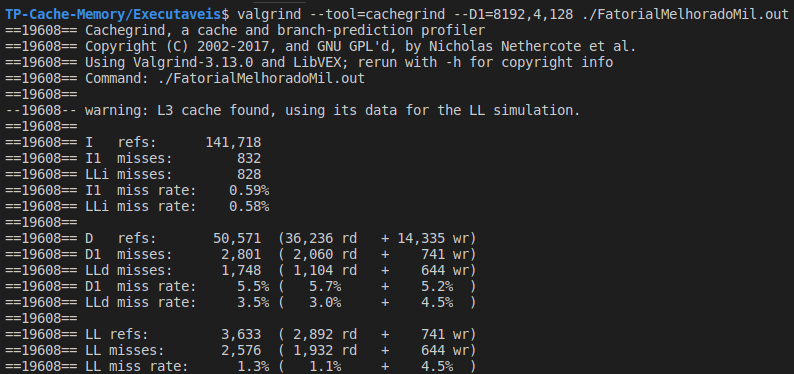 TP-Cache-Memory/Executaveis$ valgrind --tool=cachegrind --D1=8192,4,128 ./FatorialMelhoradoMil.out
==19608== Cachegrind, a cache and branch-prediction profiler
==19608== Copyright (C) 2002-2017, and GNU GPL'd, by Nicholas Nethercote et al.
==19608== Using Valgrind-3.13.0 and LibVEX; rerun with -h for copyright info
==19608== Command: ./FatorialMelhoradoMil.out
==19608==
--19608-- warning: L3 cache found, using its data for the LL simulation.
==19608==
==19608== I   refs:      141,718
==19608== I1  misses:        832
==19608== LLi misses:        828
==19608== I1  miss rate:    0.59%
==19608== LLi miss rate:    0.58%
==19608==
==19608== D   refs:       50,571  (36,236 rd   + 14,335 wr)
==19608== D1  misses:      2,801  ( 2,060 rd   +    741 wr)
==19608== LLd misses:      1,748  ( 1,104 rd   +    644 wr)
==19608== D1  miss rate:     5.5% (   5.7%     +    5.2%  )
==19608== LLd miss rate:     3.5% (   3.0%     +    4.5%  )
==19608==
==19608== LL refs:         3,633  ( 2,892 rd   +    741 wr)
==19608== LL misses:       2,576  ( 1,932 rd   +    644 wr)
==19608== LL miss rate:      1.3% (   1.1%     +    4.5%  )